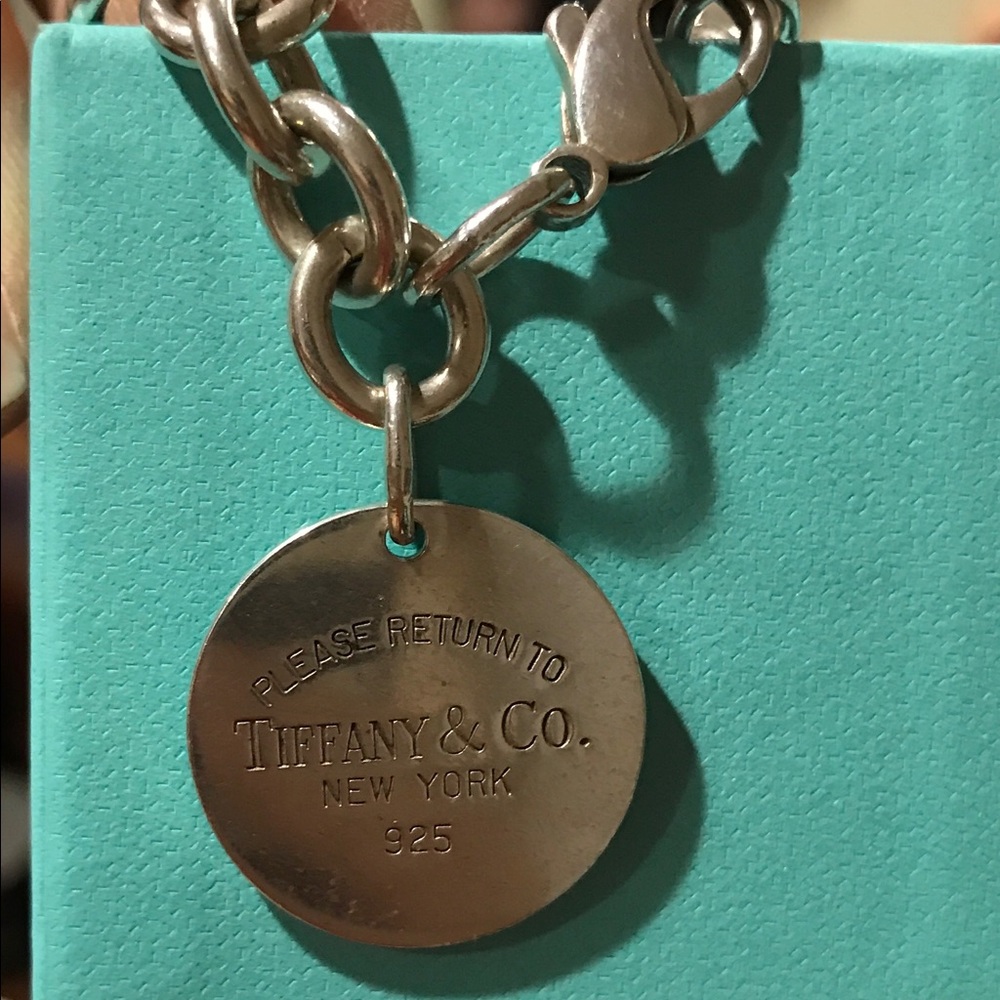 PLEASE RETURN TO
TIFFANY & CO.
NEW YORK
925